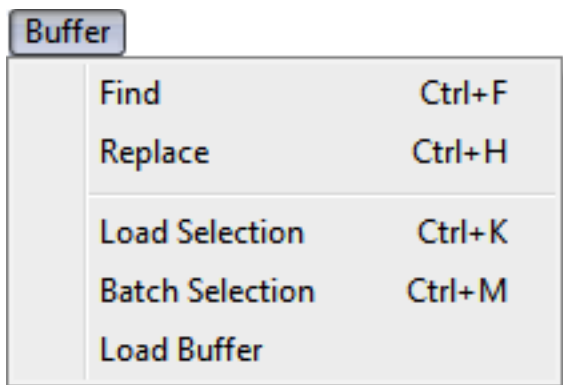 Buffer
Find Ctrl+F
Replace Ctrl+H
Load Selection Ctrl+K
Batch Selection Ctrl+M
Load Buffer